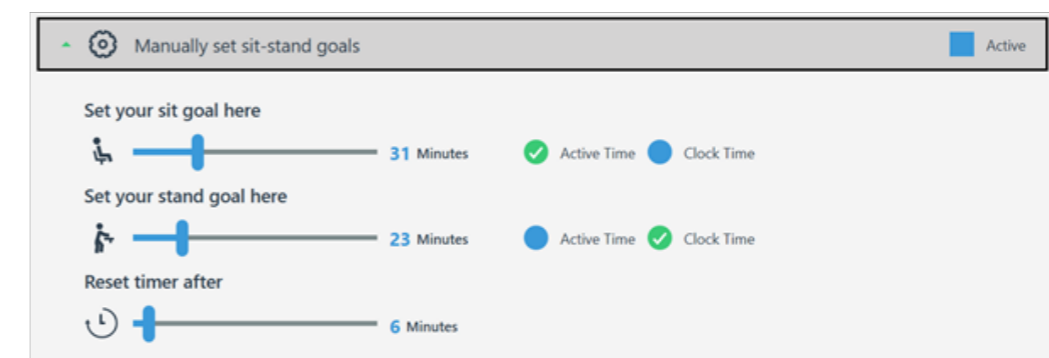 Manually set sit-stand goals Active
Set your sit goal here
31 Minutes Active Time Clock Time
Set your stand goal here
23 Minutes Active Time Clock Time
Reset timer after
6 Minutes